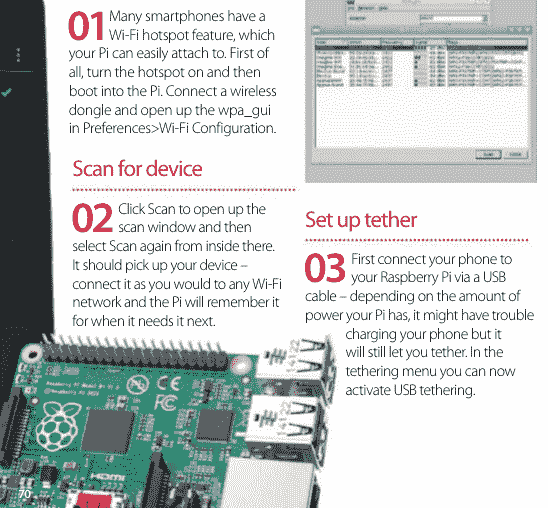 01 Many smartphones have a
Wi-Fi hotspot feature, which
your Pi can easily attach to. First of
all, turn the hotspot on and then
boot into the Pi. Connect a wireless
dongle and open up the wpa_gui
in Preferences>Wi-Fi Configuration.
Scan for device
02 Click Scan to open up the
scan window and then
select Scan again from inside there.
It should pick up your device –
connect it as you would to any Wi-Fi
network and the Pi will remember it
for when it needs it next.
Set up tether
03 First connect your phone to
your Raspberry Pi via a USB
cable – depending on the amount of
power your Pi has, it might have trouble
charging your phone but it
will still let you tether. In the
tethering menu you can now
activate USB tethering.
Raspberry Pi Model B
CE
FC
HDMI
70